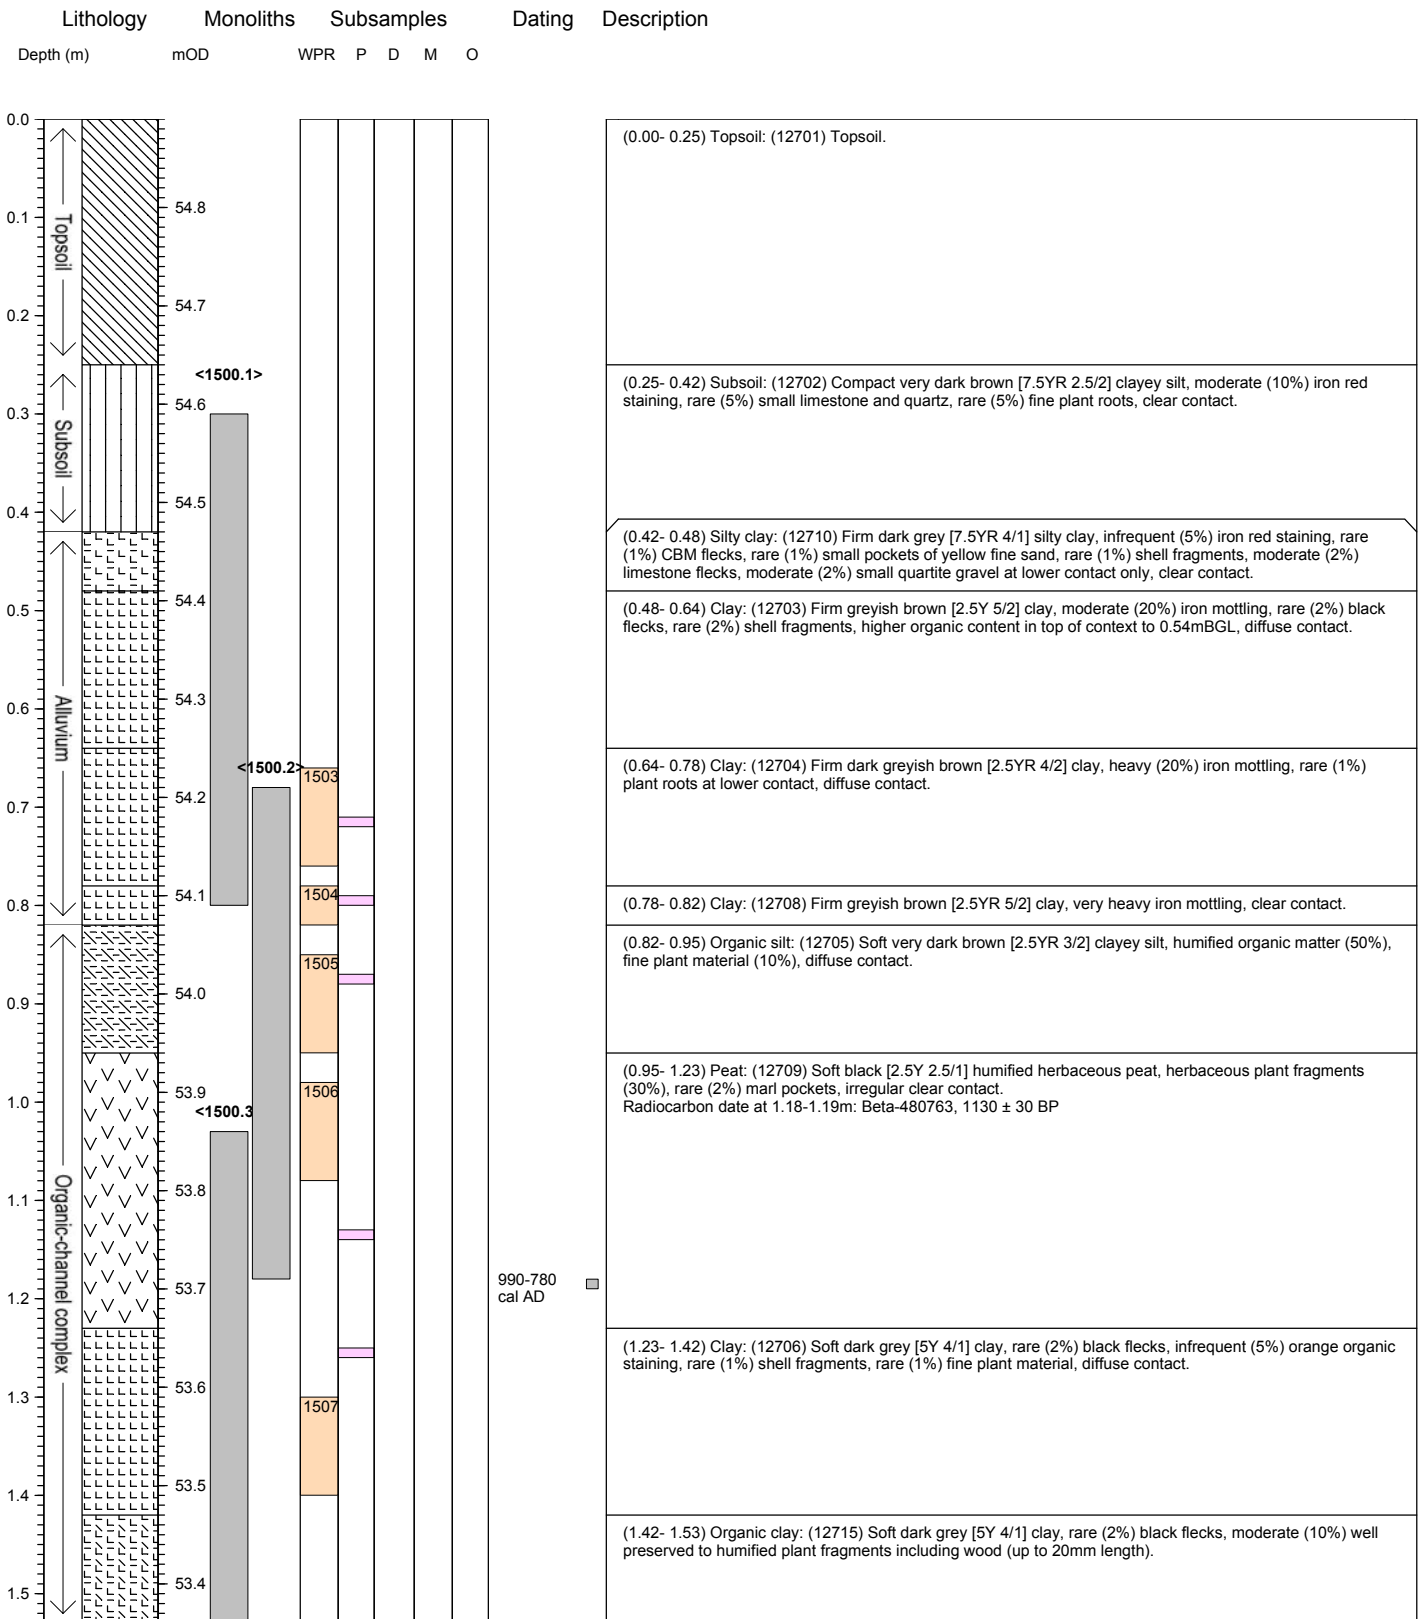 Lithology Monoliths Subsamples Dating Description
Depth (m) mOD WPR P D M O
0.0
0.1
0.2
0.3
0.4
0.5
0.6
0.7
0.8
0.9
1.0
1.1
1.2
1.3
1.4
1.5
Topsoil
Subsoil
Alluvium
Organic-channel complex
54.8
54.7
54.6
54.5
54.4
54.3
54.2
54.1
54.0
53.9
53.8
53.7
53.6
53.5
53.4
<1500.1>
<1500.2>
<1500.3
1503
1504
1505
1506
1507
990-780
cal AD
(0.00- 0.25) Topsoil: (12701) Topsoil.
(0.25- 0.42) Subsoil: (12702) Compact very dark brown [7.5YR 2.5/2] clayey silt, moderate (10%) iron red
staining, rare (5%) small limestone and quartz, rare (5%) fine plant roots, clear contact.
(0.42- 0.48) Silty clay: (12710) Firm dark grey [7.5YR 4/1] silty clay, infrequent (5%) iron red staining, rare
(1%) CBM flecks, rare (1%) small pockets of yellow fine sand, rare (1%) shell fragments, moderate (2%)
limestone flecks, moderate (2%) small quartite gravel at lower contact only, clear contact.
(0.48- 0.64) Clay: (12703) Firm greyish brown [2.5Y 5/2] clay, moderate (20%) iron mottling, rare (2%) black
flecks, rare (2%) shell fragments, higher organic content in top of context to 0.54mBGL, diffuse contact.
(0.64- 0.78) Clay: (12704) Firm dark greyish brown [2.5YR 4/2] clay, heavy (20%) iron mottling, rare (1%)
plant roots at lower contact, diffuse contact.
(0.78- 0.82) Clay: (12708) Firm greyish brown [2.5YR 5/2] clay, very heavy iron mottling, clear contact.
(0.82- 0.95) Organic silt: (12705) Soft very dark brown [2.5YR 3/2] clayey silt, humified organic matter (50%),
fine plant material (10%), diffuse contact.
(0.95- 1.23) Peat: (12709) Soft black [2.5Y 2.5/1] humified herbaceous peat, herbaceous plant fragments
(30%), rare (2%) marl pockets, irregular clear contact.
Radiocarbon date at 1.18-1.19m: Beta-480763, 1130 ± 30 BP
(1.23- 1.42) Clay: (12706) Soft dark grey [5Y 4/1] clay, rare (2%) black flecks, infrequent (5%) orange organic
staining, rare (1%) shell fragments, rare (1%) fine plant material, diffuse contact.
(1.42- 1.53) Organic clay: (12715) Soft dark grey [5Y 4/1] clay, rare (2%) black flecks, moderate (10%) well
preserved to humified plant fragments including wood (up to 20mm length).